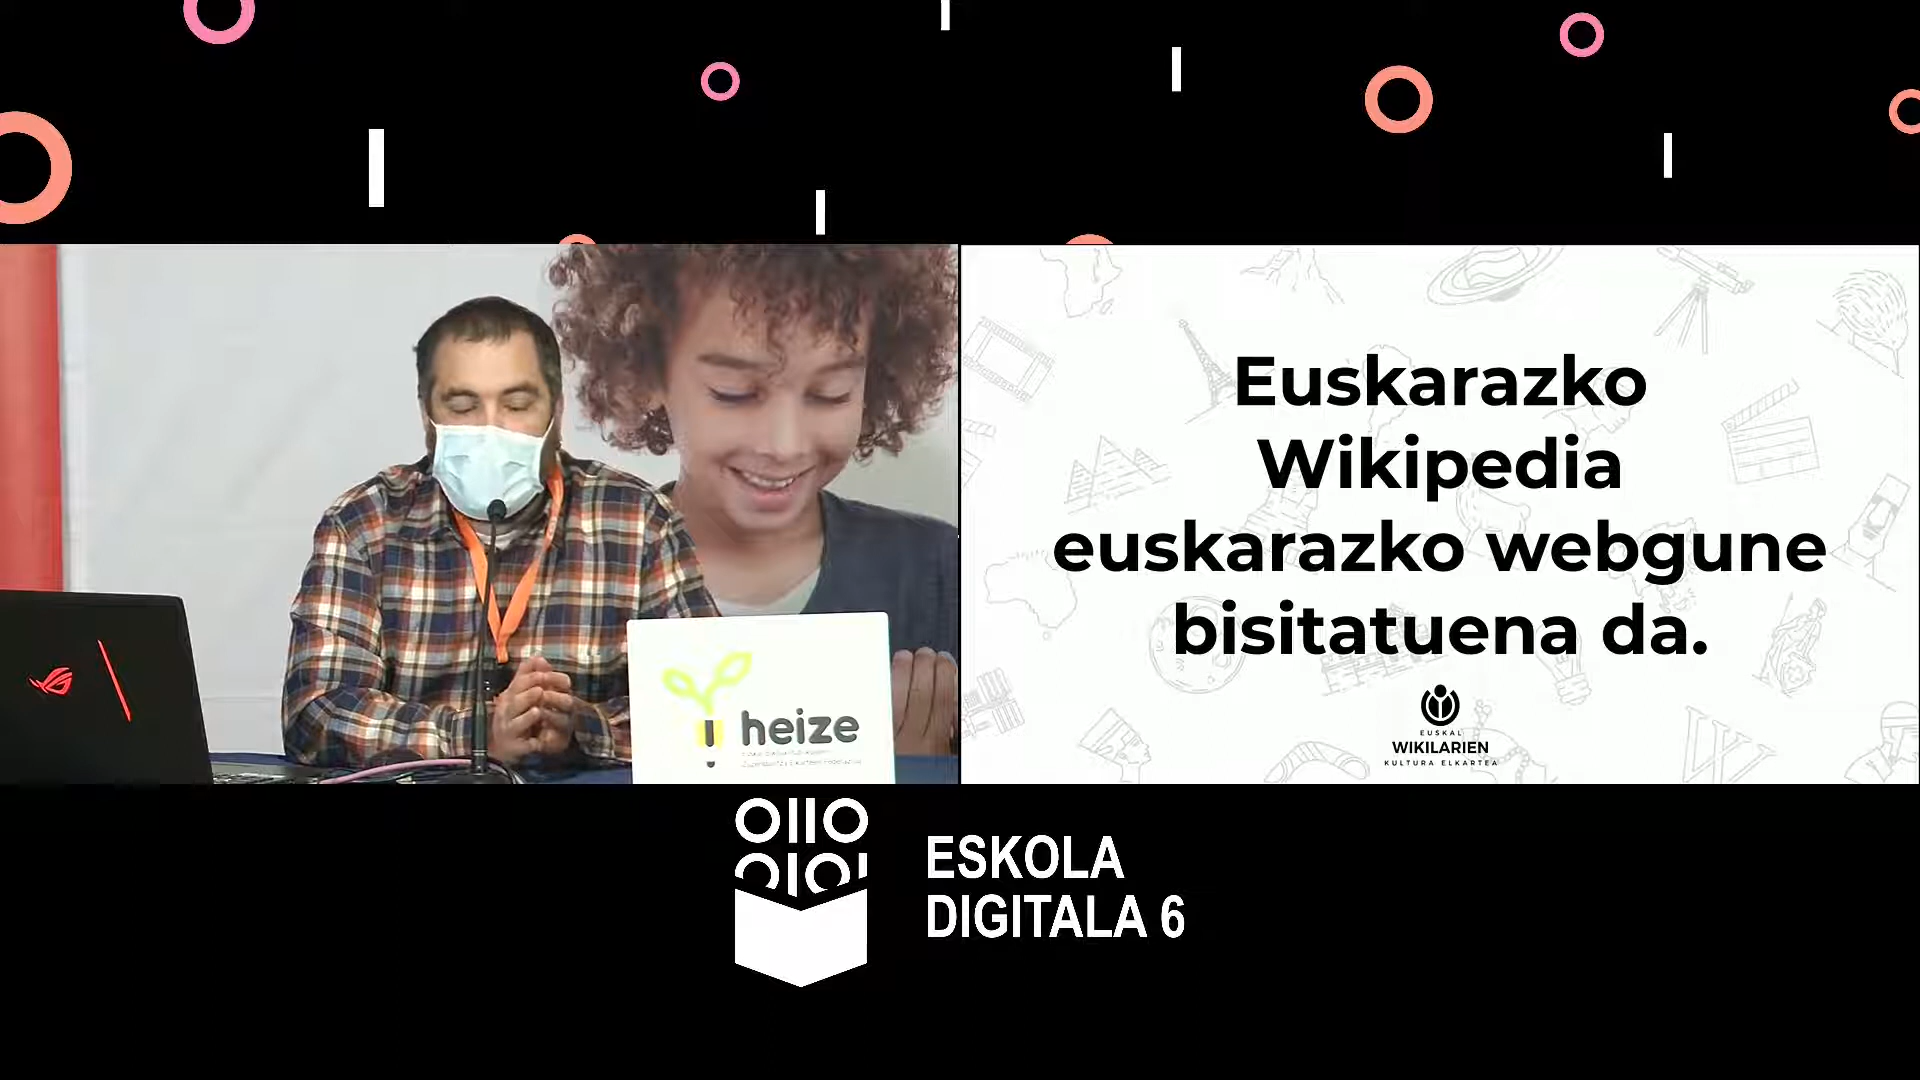 heize
Euskarazko
Wikipedia
euskarazko webgune
bisitatuena da.
EUSKAL
WIKILARIEN
KULTURA ELKARTEA
ESKOLA
DIGITALA 6